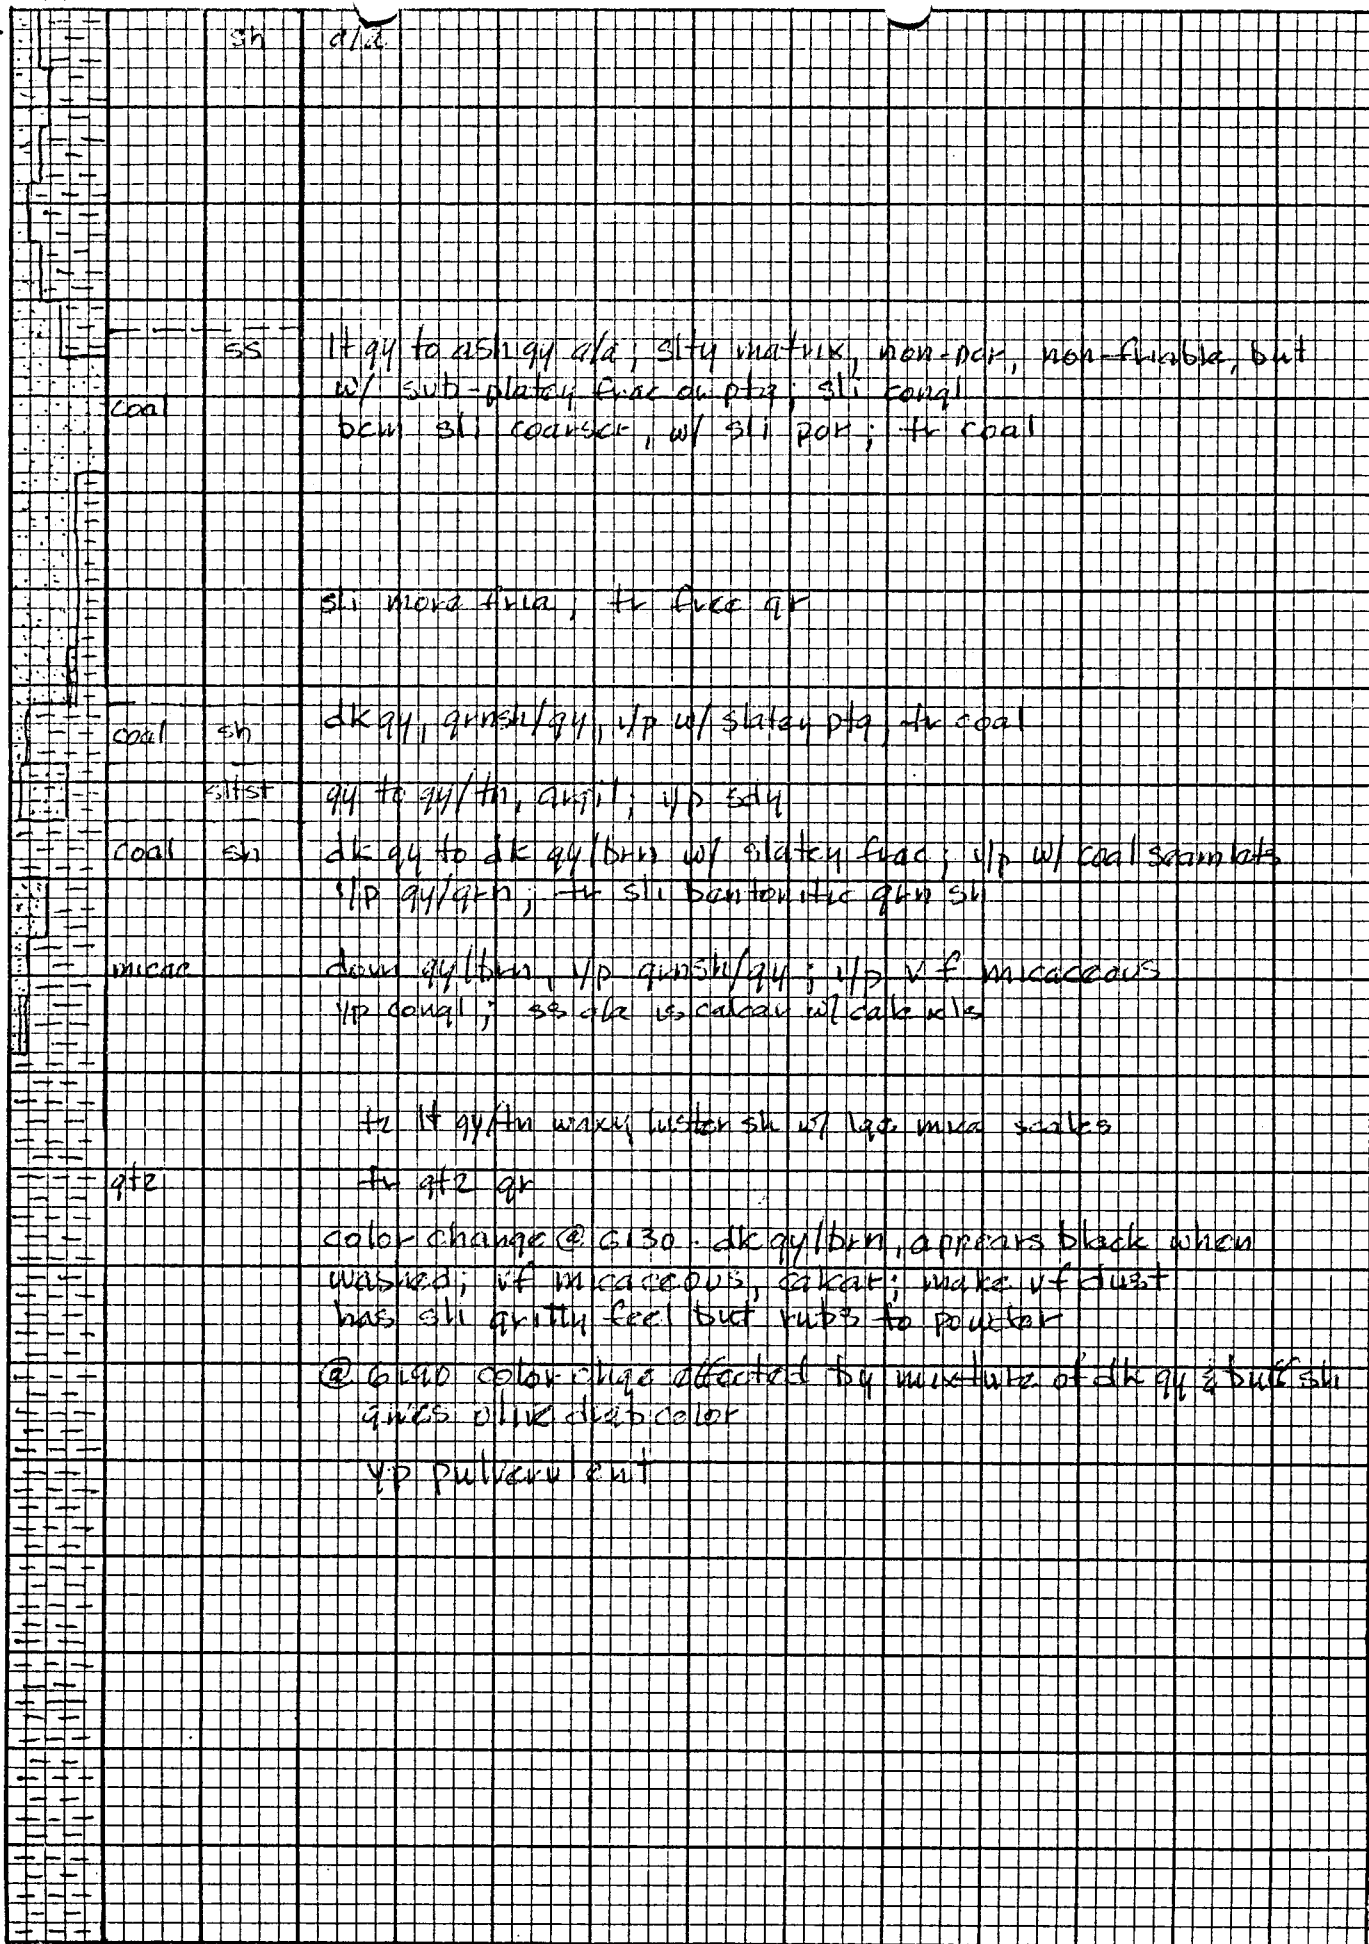 sh a/a
ss lt gy to ash gy a/a; slty matrix, non-por, non-friable, but
w/ sub-platey frac or ptg; sli congl
coal
bcm sli coarser, w/ sli por; tr coal
sli more fria; tr free gr
coal sh dk gy, grnsh/gy, i/p w/ slatey ptg, tr coal
sltst gy to gy/tn, argil; i/p sdy
coal sh dk gy to dk gy/brn w/ slatey frac; i/p w/ coal seamlets
i/p gy/grn; tr sli bentonitic grn sh
micac dom gy/brn, i/p grnsh/gy; i/p v f micaceous
i/p congl; ss a/a is calcar w/ calc xls
tr lt gy/tn waxy luster sh w/ lge mica scales
qtz tr qtz gr
color change @ 6130 - dk gy/brn, appears black when
washed; vf micaceous, calcar; make vf dust
has sli gritty feel but rubs to powder
@ 6190 color chge affected by mixture of dk gy & buff sh
gives olive drab color
i/p pulverulent